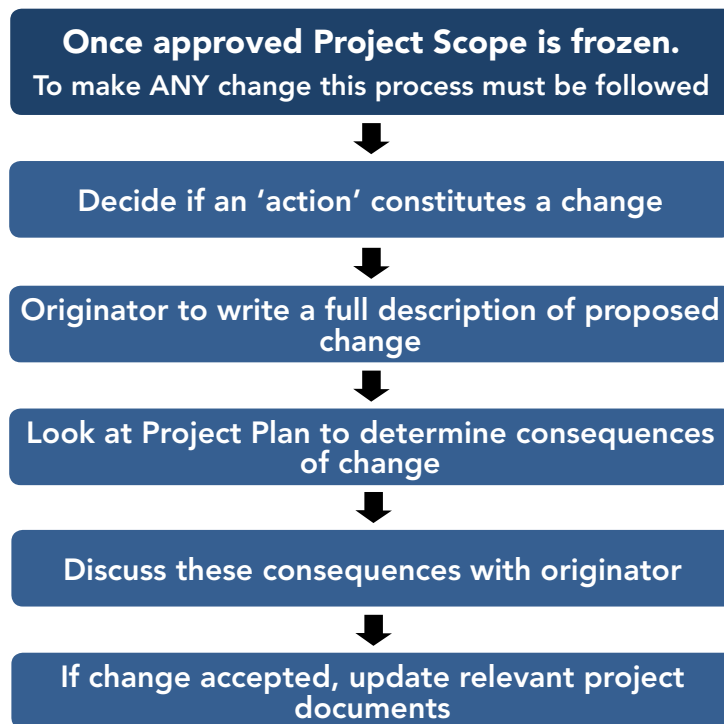 Once approved Project Scope is frozen.
To make ANY change this process must be followed
Decide if an ‘action’ constitutes a change
Originator to write a full description of proposed
change
Look at Project Plan to determine consequences
of change
Discuss these consequences with originator
If change accepted, update relevant project
documents